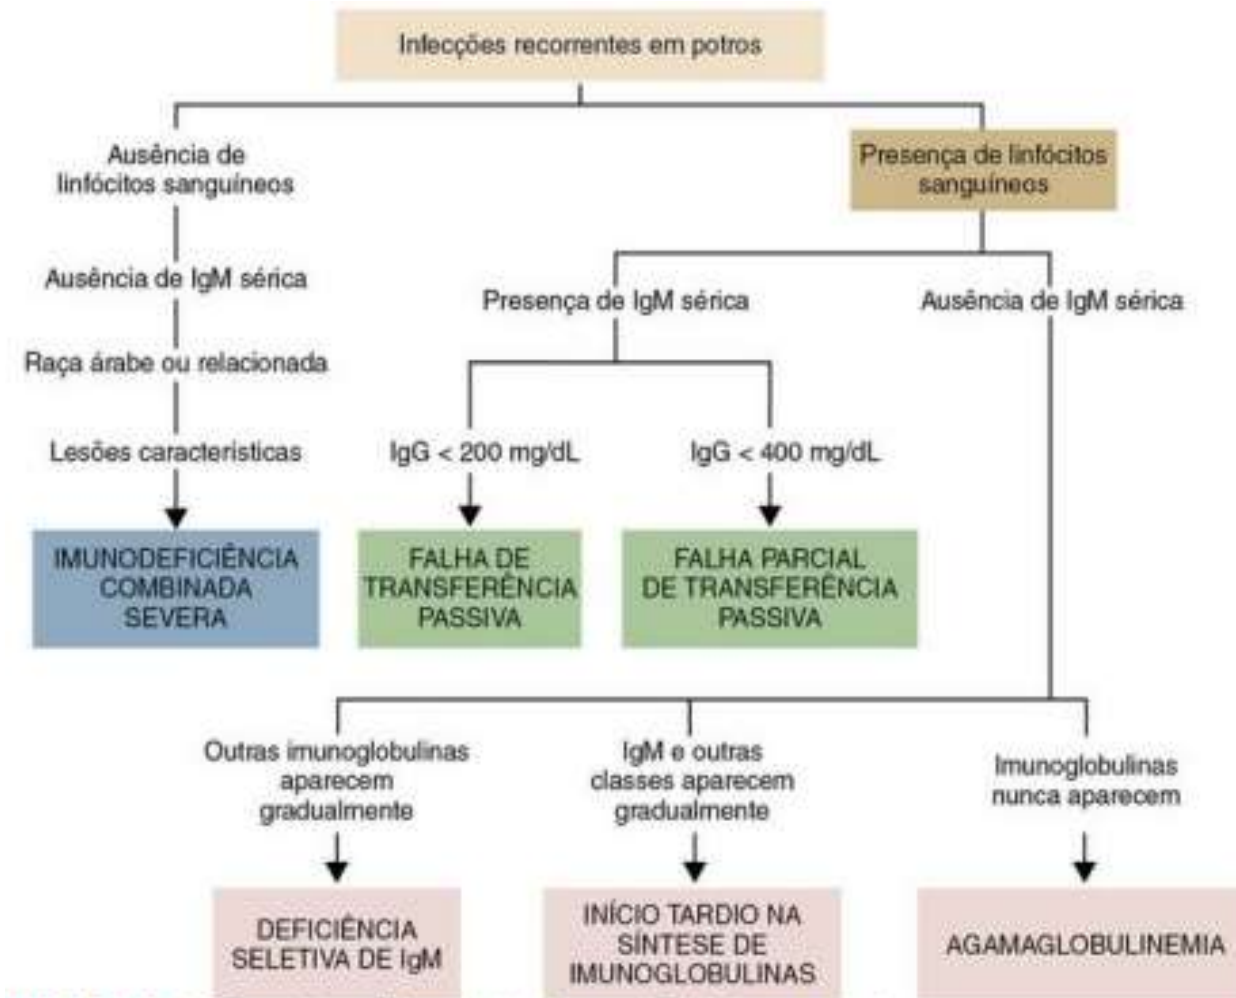 Infecções recorrentes em potros
Ausência de
linfócitos sanguíneos
Presença de linfócitos
sanguíneos
Ausência de IgM sérica
Presença de IgM sérica
Ausência de IgM sérica
Raça árabe ou relacionada
Lesões características
IgG < 200 mg/dL
IgG < 400 mg/dL
IMUNODEFICIÊNCIA
COMBINADA
SEVERA
FALHA DE
TRANSFERÊNCIA
PASSIVA
FALHA PARCIAL
DE TRANSFERÊNCIA
PASSIVA
Outras imunoglobulinas
aparecem
gradualmente
IgM e outras
classes aparecem
gradualmente
Imunoglobulinas
nunca aparecem
DEFICIÊNCIA
SELETIVA DE IgM
INÍCIO TARDIO NA
SÍNTESE DE
IMUNOGLOBULINAS
AGAMAGLOBULINEMIA